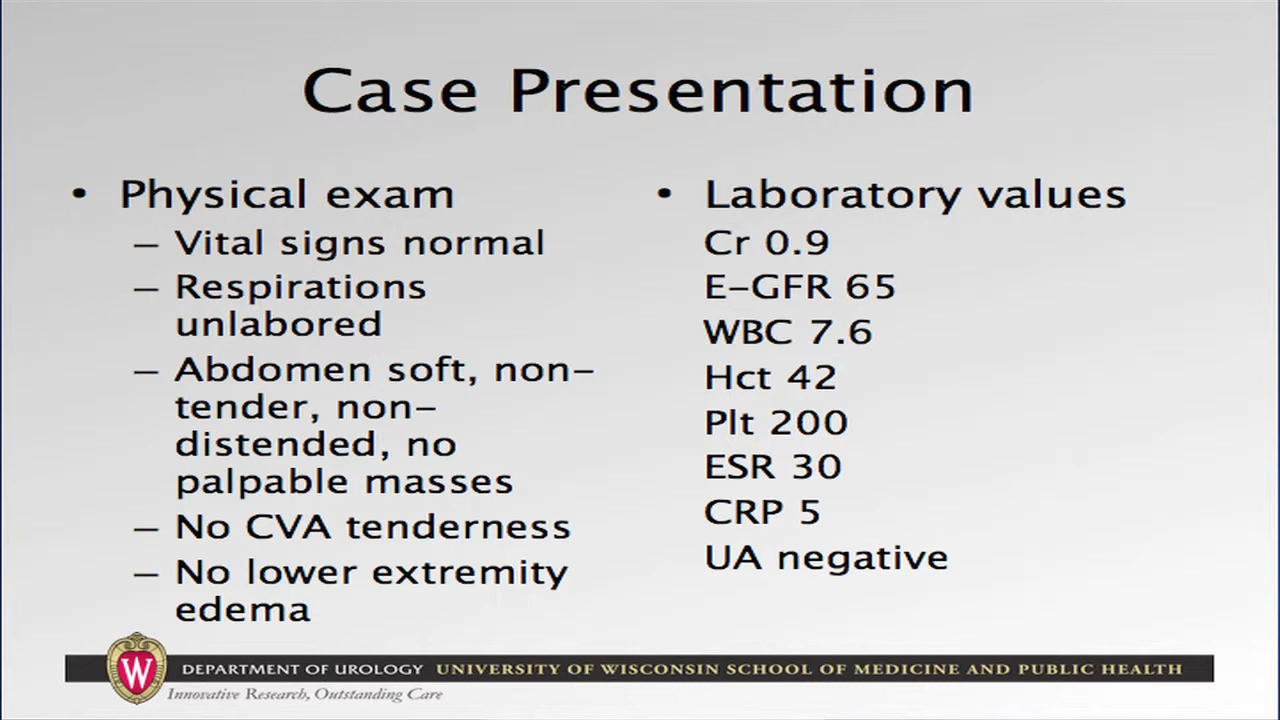 Case Presentation
• Physical exam
– Vital signs normal
– Respirations
unlabored
– Abdomen soft, non-
tender, non-
distended, no
palpable masses
– No CVA tenderness
– No lower extremity
edema
• Laboratory values
Cr 0.9
E-GFR 65
WBC 7.6
Hct 42
Plt 200
ESR 30
CRP 5
UA negative
W
DEPARTMENT OF UROLOGY UNIVERSITY OF WISCONSIN SCHOOL OF MEDICINE AND PUBLIC HEALTH
Innovative Research, Outstanding Care